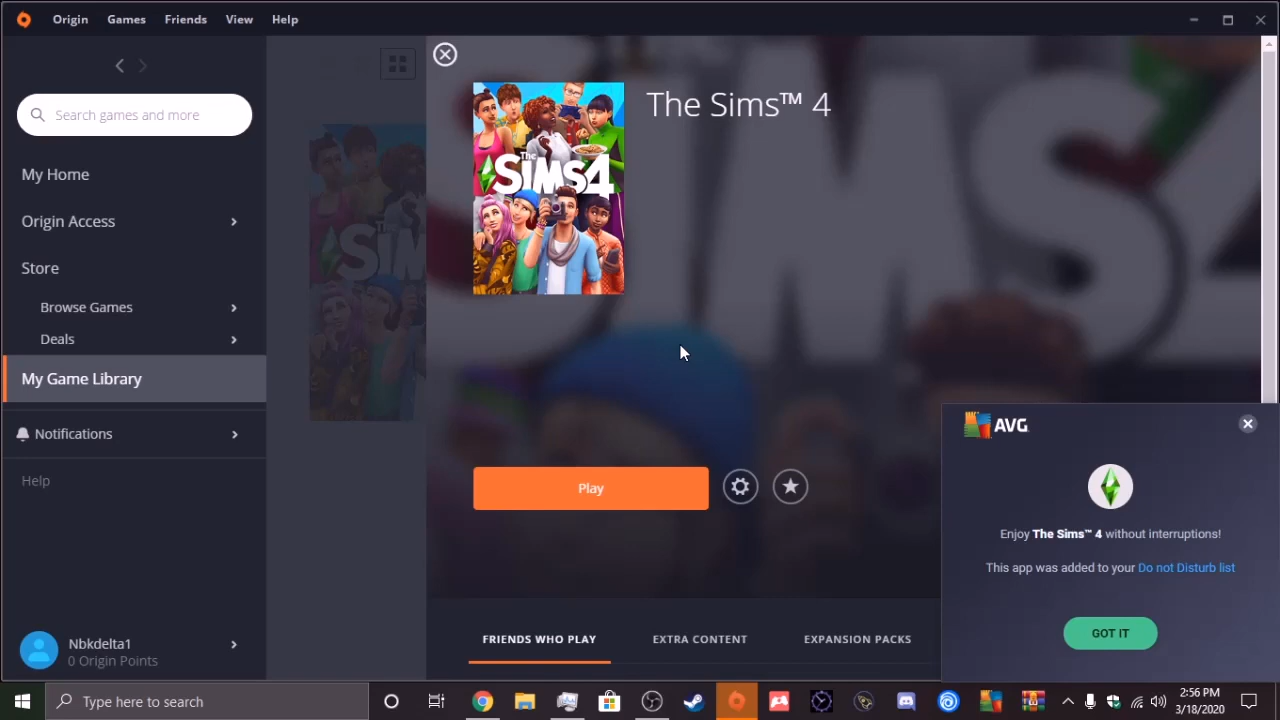 Origin Games Friends View Help
Search games and more
My Home
Origin Access
Store
Browse Games
Deals
My Game Library
Notifications
Help
Nbkdelta1
0 Origin Points
The Sims™ 4
The SiMS 4
Play
FRIENDS WHO PLAY EXTRA CONTENT EXPANSION PACKS
AVG
Enjoy The Sims™ 4 without interruptions!
This app was added to your Do not Disturb list
GOT IT
Type here to search
2:56 PM
3/18/2020